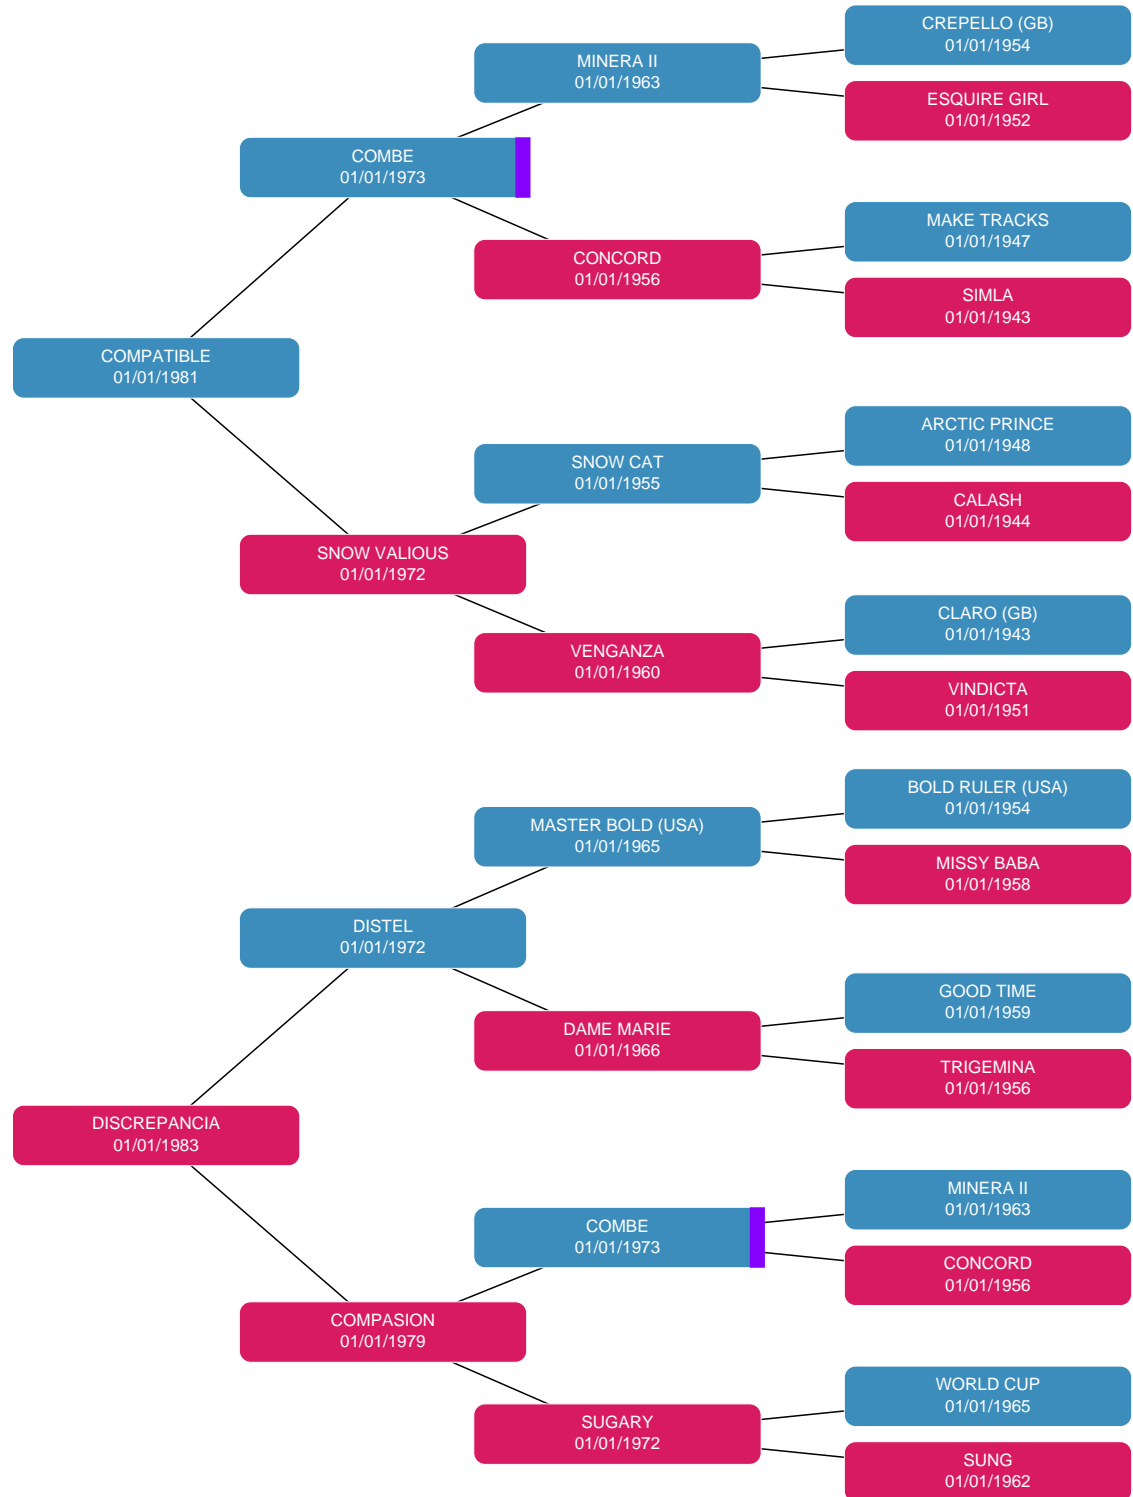 CREPELLO (GB)
01/01/1954
MINERA II
01/01/1963
ESQUIRE GIRL
01/01/1952
COMBE
01/01/1973
MAKE TRACKS
01/01/1947
CONCORD
01/01/1956
SIMLA
01/01/1943
COMPATIBLE
01/01/1981
ARCTIC PRINCE
01/01/1948
SNOW CAT
01/01/1955
CALASH
01/01/1944
SNOW VALIOUS
01/01/1972
CLARO (GB)
01/01/1943
VENGANZA
01/01/1960
VINDICTA
01/01/1951
BOLD RULER (USA)
01/01/1954
MASTER BOLD (USA)
01/01/1965
MISSY BABA
01/01/1958
DISTEL
01/01/1972
GOOD TIME
01/01/1959
DAME MARIE
01/01/1966
TRIGEMINA
01/01/1956
DISCREPANCIA
01/01/1983
MINERA II
01/01/1963
COMBE
01/01/1973
CONCORD
01/01/1956
COMPASION
01/01/1979
WORLD CUP
01/01/1965
SUGARY
01/01/1972
SUNG
01/01/1962